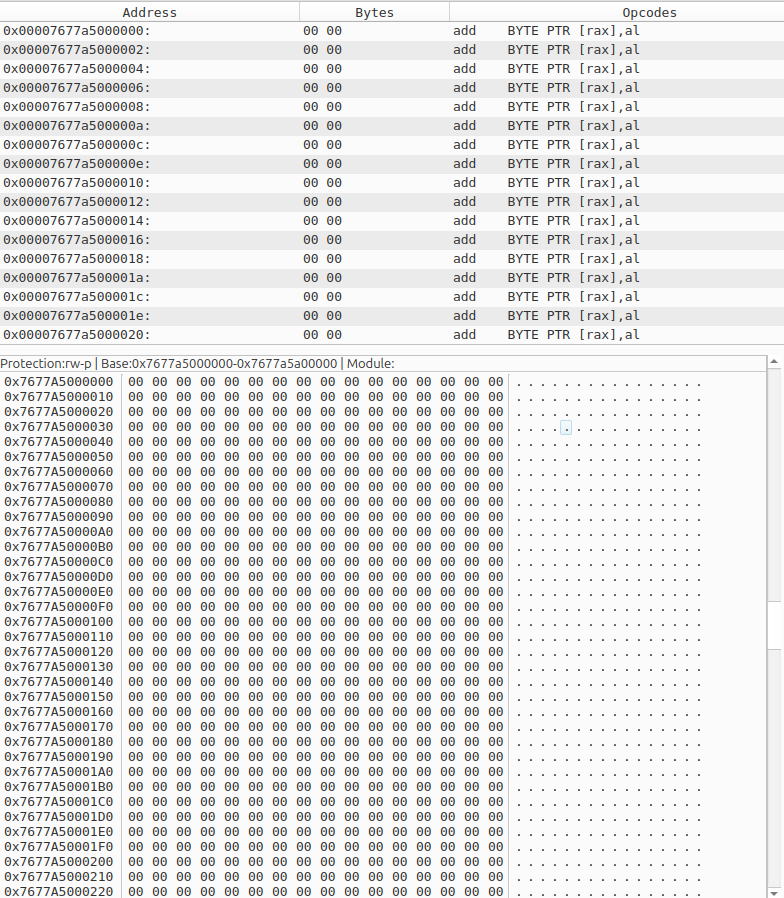 Address Bytes Opcodes
0x00007677a5000000: 00 00 add BYTE PTR [rax],al
0x00007677a5000002: 00 00 add BYTE PTR [rax],al
0x00007677a5000004: 00 00 add BYTE PTR [rax],al
0x00007677a5000006: 00 00 add BYTE PTR [rax],al
0x00007677a5000008: 00 00 add BYTE PTR [rax],al
0x00007677a500000a: 00 00 add BYTE PTR [rax],al
0x00007677a500000c: 00 00 add BYTE PTR [rax],al
0x00007677a500000e: 00 00 add BYTE PTR [rax],al
0x00007677a5000010: 00 00 add BYTE PTR [rax],al
0x00007677a5000012: 00 00 add BYTE PTR [rax],al
0x00007677a5000014: 00 00 add BYTE PTR [rax],al
0x00007677a5000016: 00 00 add BYTE PTR [rax],al
0x00007677a5000018: 00 00 add BYTE PTR [rax],al
0x00007677a500001a: 00 00 add BYTE PTR [rax],al
0x00007677a500001c: 00 00 add BYTE PTR [rax],al
0x00007677a500001e: 00 00 add BYTE PTR [rax],al
0x00007677a5000020: 00 00 add BYTE PTR [rax],al
Protection:rw-p | Base:0x7677a5000000-0x7677a5a00000 | Module:
0x7677A5000000 00 00 00 00 00 00 00 00 00 00 00 00 00 00 00 00 . . . . . . . . . . . . . . . .
0x7677A5000010 00 00 00 00 00 00 00 00 00 00 00 00 00 00 00 00 . . . . . . . . . . . . . . . .
0x7677A5000020 00 00 00 00 00 00 00 00 00 00 00 00 00 00 00 00 . . . . . . . . . . . . . . . .
0x7677A5000030 00 00 00 00 00 00 00 00 00 00 00 00 00 00 00 00 . . . . . . . . . . . . . . . .
0x7677A5000040 00 00 00 00 00 00 00 00 00 00 00 00 00 00 00 00 . . . . . . . . . . . . . . . .
0x7677A5000050 00 00 00 00 00 00 00 00 00 00 00 00 00 00 00 00 . . . . . . . . . . . . . . . .
0x7677A5000060 00 00 00 00 00 00 00 00 00 00 00 00 00 00 00 00 . . . . . . . . . . . . . . . .
0x7677A5000070 00 00 00 00 00 00 00 00 00 00 00 00 00 00 00 00 . . . . . . . . . . . . . . . .
0x7677A5000080 00 00 00 00 00 00 00 00 00 00 00 00 00 00 00 00 . . . . . . . . . . . . . . . .
0x7677A5000090 00 00 00 00 00 00 00 00 00 00 00 00 00 00 00 00 . . . . . . . . . . . . . . . .
0x7677A50000A0 00 00 00 00 00 00 00 00 00 00 00 00 00 00 00 00 . . . . . . . . . . . . . . . .
0x7677A50000B0 00 00 00 00 00 00 00 00 00 00 00 00 00 00 00 00 . . . . . . . . . . . . . . . .
0x7677A50000C0 00 00 00 00 00 00 00 00 00 00 00 00 00 00 00 00 . . . . . . . . . . . . . . . .
0x7677A50000D0 00 00 00 00 00 00 00 00 00 00 00 00 00 00 00 00 . . . . . . . . . . . . . . . .
0x7677A50000E0 00 00 00 00 00 00 00 00 00 00 00 00 00 00 00 00 . . . . . . . . . . . . . . . .
0x7677A50000F0 00 00 00 00 00 00 00 00 00 00 00 00 00 00 00 00 . . . . . . . . . . . . . . . .
0x7677A5000100 00 00 00 00 00 00 00 00 00 00 00 00 00 00 00 00 . . . . . . . . . . . . . . . .
0x7677A5000110 00 00 00 00 00 00 00 00 00 00 00 00 00 00 00 00 . . . . . . . . . . . . . . . .
0x7677A5000120 00 00 00 00 00 00 00 00 00 00 00 00 00 00 00 00 . . . . . . . . . . . . . . . .
0x7677A5000130 00 00 00 00 00 00 00 00 00 00 00 00 00 00 00 00 . . . . . . . . . . . . . . . .
0x7677A5000140 00 00 00 00 00 00 00 00 00 00 00 00 00 00 00 00 . . . . . . . . . . . . . . . .
0x7677A5000150 00 00 00 00 00 00 00 00 00 00 00 00 00 00 00 00 . . . . . . . . . . . . . . . .
0x7677A5000160 00 00 00 00 00 00 00 00 00 00 00 00 00 00 00 00 . . . . . . . . . . . . . . . .
0x7677A5000170 00 00 00 00 00 00 00 00 00 00 00 00 00 00 00 00 . . . . . . . . . . . . . . . .
0x7677A5000180 00 00 00 00 00 00 00 00 00 00 00 00 00 00 00 00 . . . . . . . . . . . . . . . .
0x7677A5000190 00 00 00 00 00 00 00 00 00 00 00 00 00 00 00 00 . . . . . . . . . . . . . . . .
0x7677A50001A0 00 00 00 00 00 00 00 00 00 00 00 00 00 00 00 00 . . . . . . . . . . . . . . . .
0x7677A50001B0 00 00 00 00 00 00 00 00 00 00 00 00 00 00 00 00 . . . . . . . . . . . . . . . .
0x7677A50001C0 00 00 00 00 00 00 00 00 00 00 00 00 00 00 00 00 . . . . . . . . . . . . . . . .
0x7677A50001D0 00 00 00 00 00 00 00 00 00 00 00 00 00 00 00 00 . . . . . . . . . . . . . . . .
0x7677A50001E0 00 00 00 00 00 00 00 00 00 00 00 00 00 00 00 00 . . . . . . . . . . . . . . . .
0x7677A50001F0 00 00 00 00 00 00 00 00 00 00 00 00 00 00 00 00 . . . . . . . . . . . . . . . .
0x7677A5000200 00 00 00 00 00 00 00 00 00 00 00 00 00 00 00 00 . . . . . . . . . . . . . . . .
0x7677A5000210 00 00 00 00 00 00 00 00 00 00 00 00 00 00 00 00 . . . . . . . . . . . . . . . .
0x7677A5000220 00 00 00 00 00 00 00 00 00 00 00 00 00 00 00 00 . . . . . . . . . . . . . . . .